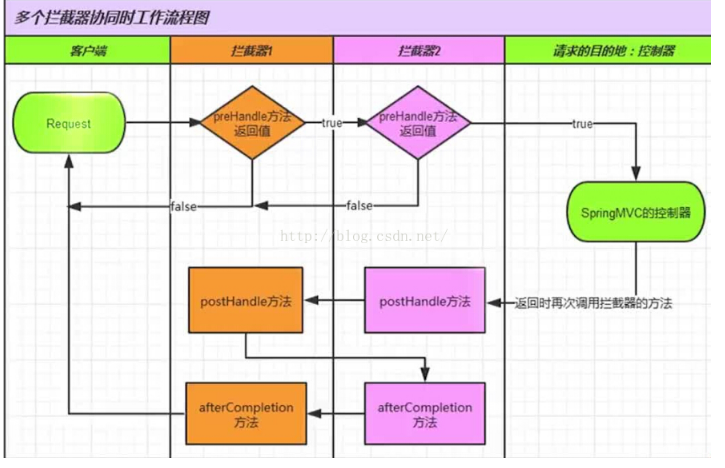 多个拦截器协同时工作流程图
客户端
拦截器1
拦截器2
请求的目的地：控制器
Request
preHandle方法
返回值
true
preHandle方法
返回值
true
false
false
SpringMVC的控制器
http://blog.csdn.net/
postHandle方法
postHandle方法
返回时再次调用拦截器的方法
afterCompletion
方法
afterCompletion
方法